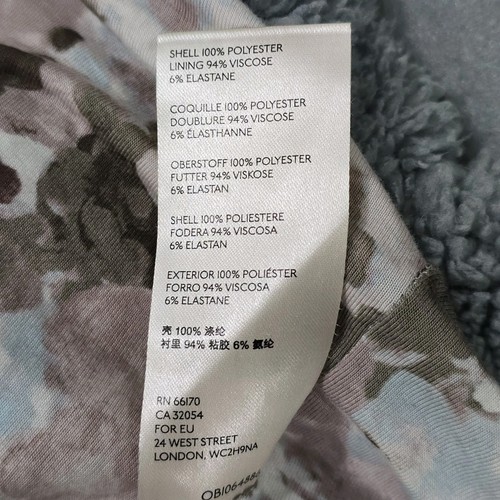 SHELL 100% POLYESTER
LINING 94% VISCOSE
6% ELASTANE
COQUILLE 100% POLYESTER
DOUBLURE 94% VISCOSE
6% ÉLASTHANNE
OBERSTOFF 100% POLYESTER
FUTTER 94% VISKOSE
6% ELASTAN
SHELL 100% POLIESTERE
FODERA 94% VISCOSA
6% ELASTAN
EXTERIOR 100% POLIÉSTER
FORRO 94% VISCOSA
6% ELASTANE
壳 100% 涤纶
衬里 94% 粘胶 6% 氨纶
RN 66170
CA 32054
FOR EU
24 WEST STREET
LONDON, WC2H9NA